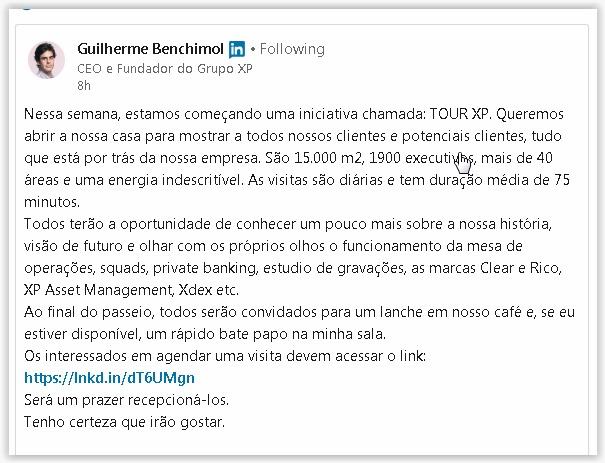 Guilherme Benchimol in • Following
CEO e Fundador do Grupo XP
8h
Nessa semana, estamos começando uma iniciativa chamada: TOUR XP. Queremos
abrir a nossa casa para mostrar a todos nossos clientes e potenciais clientes, tudo
que está por trás da nossa empresa. São 15.000 m2, 1900 executivos, mais de 40
áreas e uma energia indescritível. As visitas são diárias e tem duração média de 75
minutos.
Todos terão a oportunidade de conhecer um pouco mais sobre a nossa história,
visão de futuro e olhar com os próprios olhos o funcionamento da mesa de
operações, squads, private banking, estudio de gravações, as marcas Clear e Rico,
XP Asset Management, Xdex etc.
Ao final do passeio, todos serão convidados para um lanche em nosso café e, se eu
estiver disponível, um rápido bate papo na minha sala.
Os interessados em agendar uma visita devem acessar o link:
https://lnkd.in/dT6UMgn
Será um prazer recepcioná-los.
Tenho certeza que irão gostar.